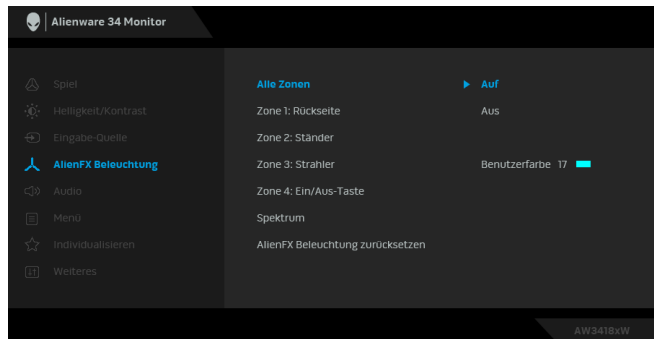 Alienware 34 Monitor
Spiel
Helligkeit/Kontrast
Eingabe-Quelle
AlienFX Beleuchtung
Audio
Menü
Individualisieren
Weiteres
Alle Zonen
Auf
Zone 1: Rückseite
Aus
Zone 2: Ständer
Zone 3: Strahler
Benutzerfarbe 17
Zone 4: Ein/Aus-Taste
Spektrum
AlienFX Beleuchtung zurücksetzen
AW3418xW